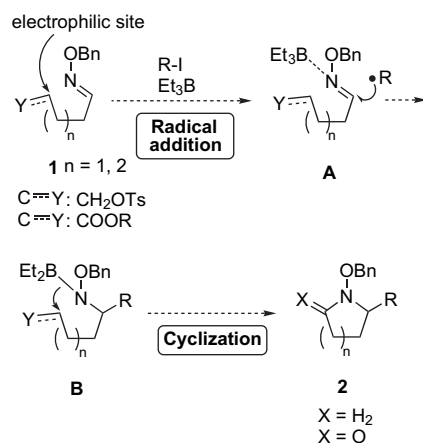 electrophilic site
OBn
N
Y
( )n
1 n = 1, 2
C=Y: CH2OTs
C=Y: COOR
R-I
Et3B
Radical
addition
Et3B OBn
N •R
Y
( )n
A
Et2B OBn
N R
Y
( )n
B
Cyclization
OBn
X N R
( )n
2
X = H2
X = O